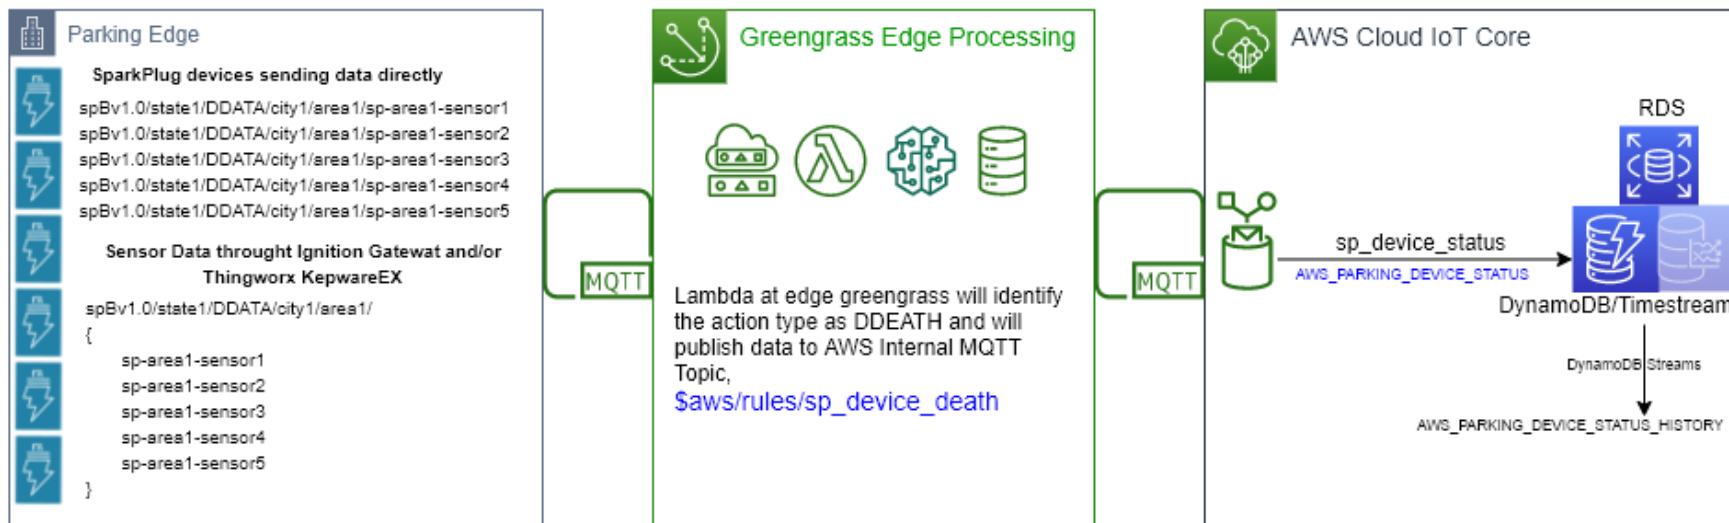 Parking Edge
SparkPlug devices sending data directly
spBv1.0/state1/DDATA/city1/area1/sp-area1-sensor1
spBv1.0/state1/DDATA/city1/area1/sp-area1-sensor2
spBv1.0/state1/DDATA/city1/area1/sp-area1-sensor3
spBv1.0/state1/DDATA/city1/area1/sp-area1-sensor4
spBv1.0/state1/DDATA/city1/area1/sp-area1-sensor5
Sensor Data throught Ignition Gatewat and/or
Thingworx KepwareEX
spBv1.0/state1/DDATA/city1/area1/
{
sp-area1-sensor1
sp-area1-sensor2
sp-area1-sensor3
sp-area1-sensor4
sp-area1-sensor5
}
MQTT
Greengrass Edge Processing
Lambda at edge greengrass will identify
the action type as DDEATH and will
publish data to AWS Internal MQTT
Topic,
$aws/rules/sp_device_death
MQTT
AWS Cloud IoT Core
RDS
sp_device_status
AWS_PARKING_DEVICE_STATUS
DynamoDB/Timestream
DynamoDB Streams
AWS_PARKING_DEVICE_STATUS_HISTORY